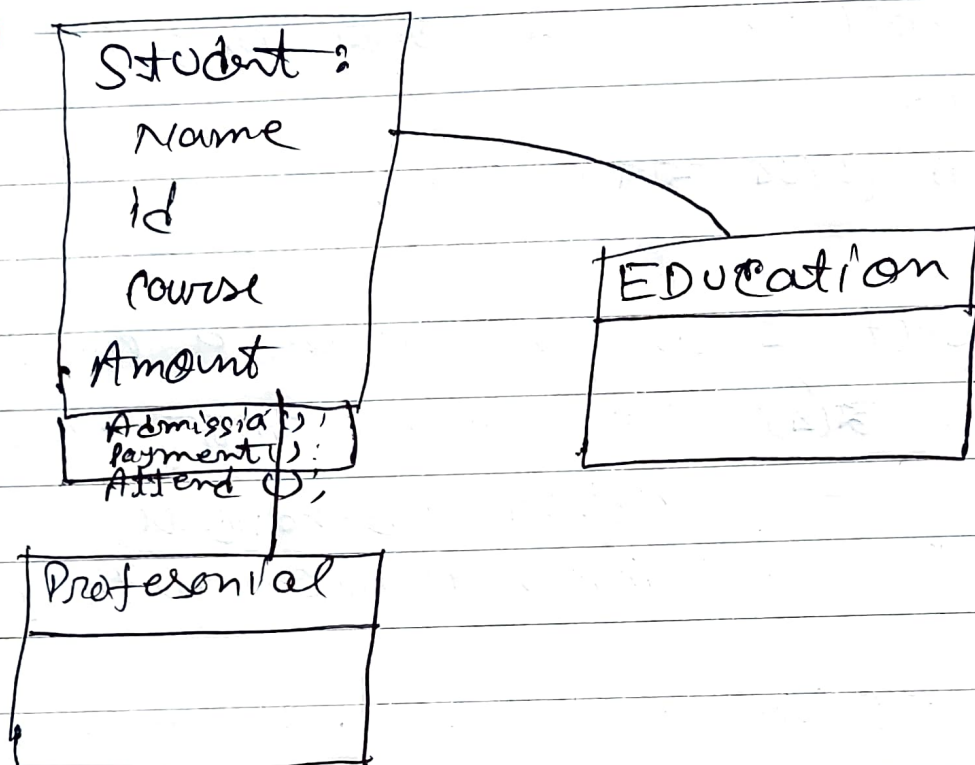 Student:
Name
Id
Course
Amount
Admissia();
Payment():
Attend();
EDUcation
Profesonial